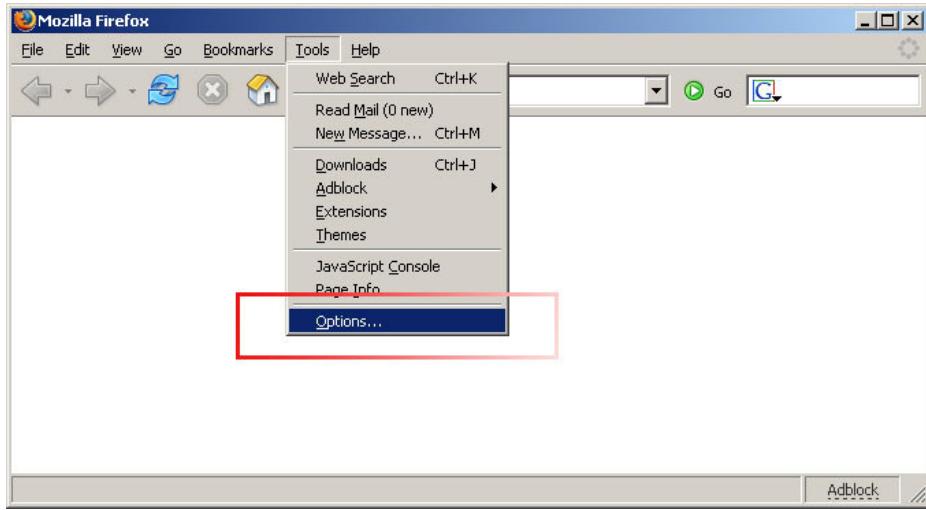 Mozilla Firefox
File Edit View Go Bookmarks Tools Help
Go G
Web Search Ctrl+K
Read Mail (0 new)
New Message... Ctrl+M
Downloads Ctrl+J
Adblock
Extensions
Themes
JavaScript Console
Page Info
Options...
Adblock